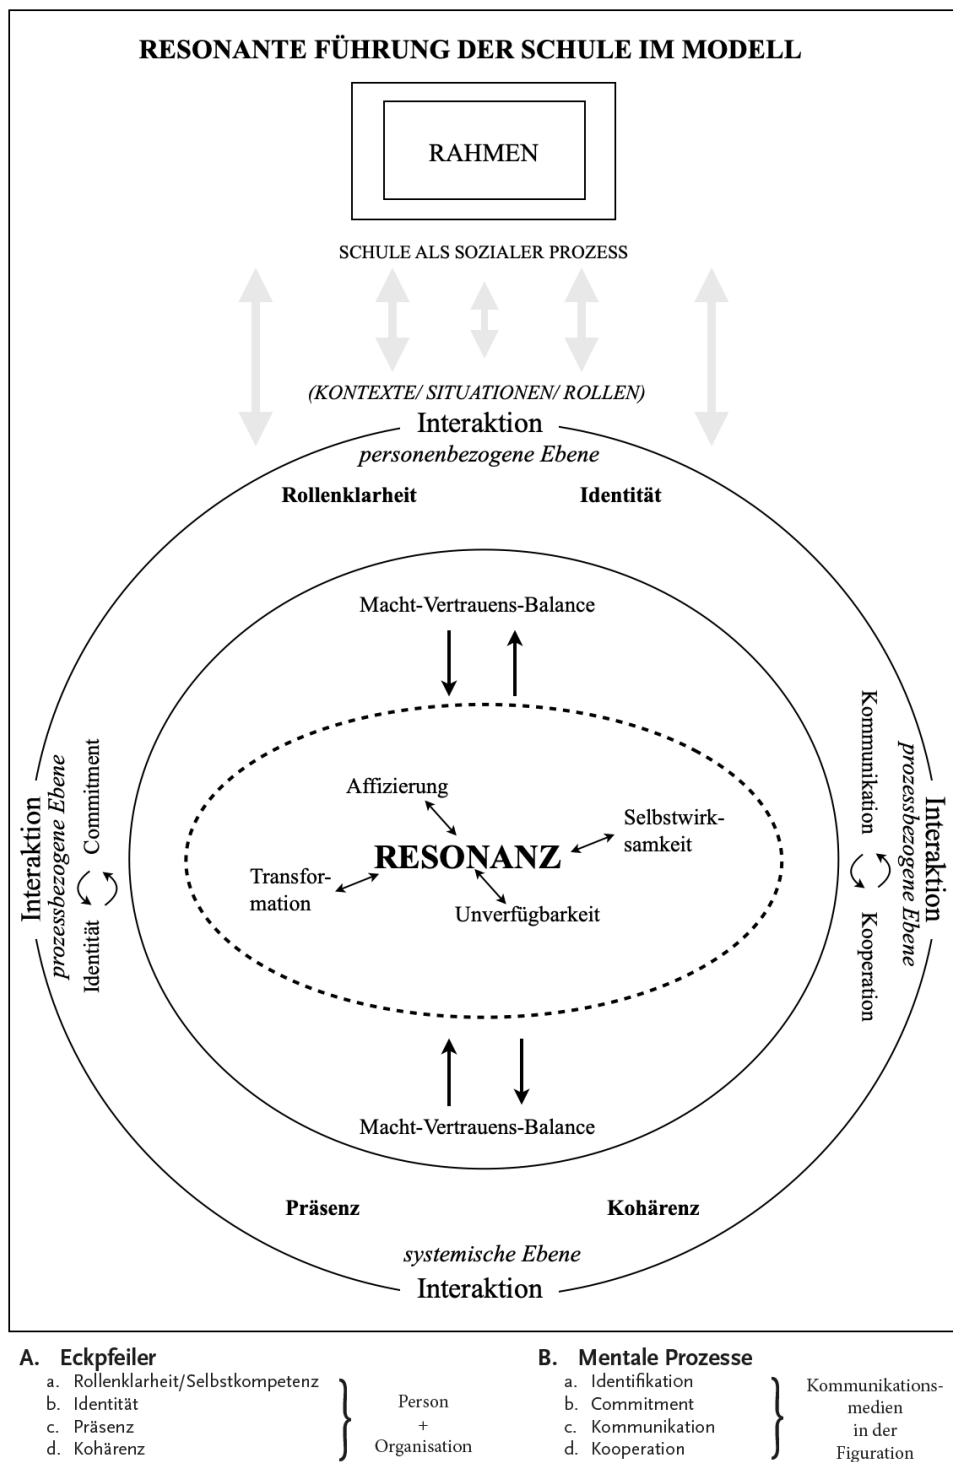 RESONANTE FÜHRUNG DER SCHULE IM MODELL
RAHMEN
SCHULE ALS SOZIALER PROZESS
(KONTEXTE/ SITUATIONEN/ ROLLEN)
Interaktion
personenbezogene Ebene
Rollenklarheit
Identität
Macht-Vertrauens-Balance
Interaktion
prozessbezogene Ebene
Commitment
Identität
Affizierung
Selbstwirk-
samkeit
RESONANZ
Transfor-
mation
Unverfügbarkeit
Kommunikation
Kooperation
prozessbezogene Ebene
Interaktion
Macht-Vertrauens-Balance
Präsenz
Kohärenz
systemische Ebene
Interaktion
A. Eckpfeiler
a. Rollenklarheit/Selbstkompetenz
b. Identität
c. Präsenz
d. Kohärenz
Person
+
Organisation
B. Mentale Prozesse
a. Identifikation
b. Commitment
c. Kommunikation
d. Kooperation
Kommunikations-
medien
in der
Figuration